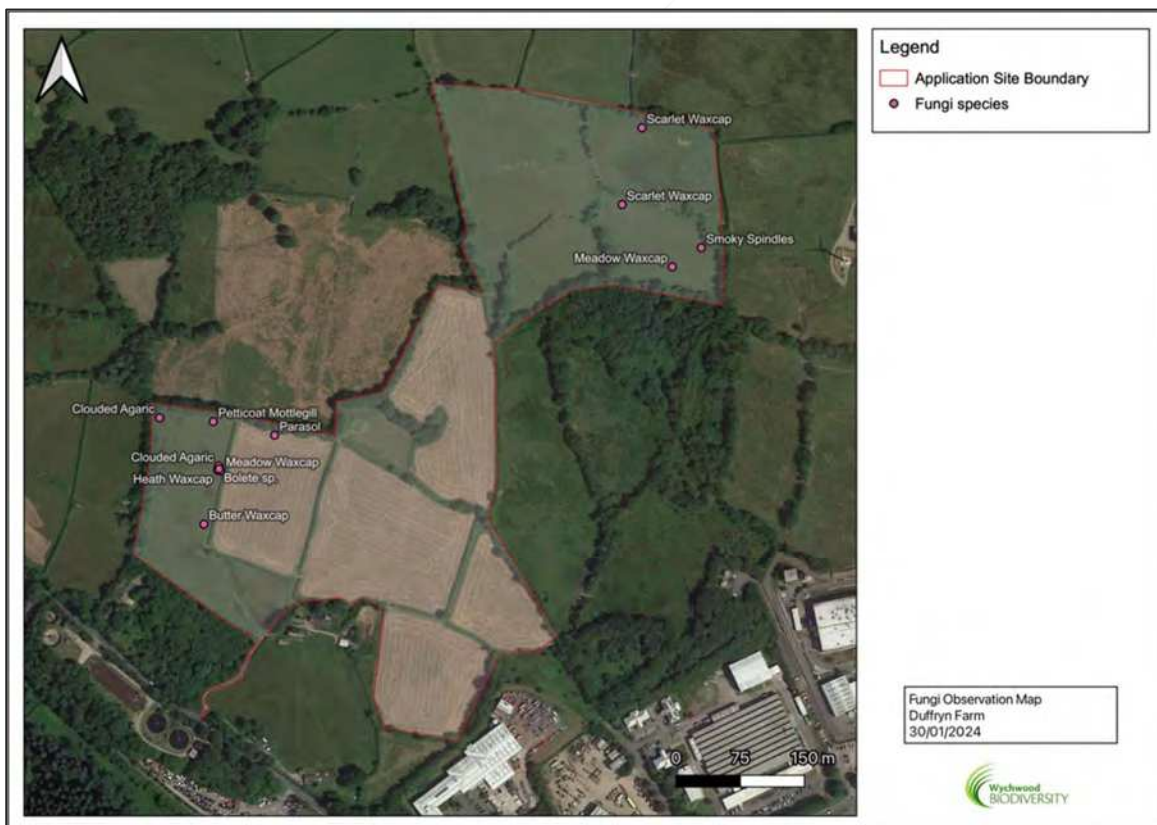 Legend
Application Site Boundary
Fungi species
Scarlet Waxcap
Scarlet Waxcap
Smoky Spindles
Meadow Waxcap
Clouded Agaric
Petticoat Mottlegill
Parasol
Clouded Agaric
Meadow Waxcap
Heath Waxcap
Bolete sp.
Butter Waxcap
0 75 150 m
Fungi Observation Map
Duffryn Farm
30/01/2024
Wychwood
BIODIVERSITY